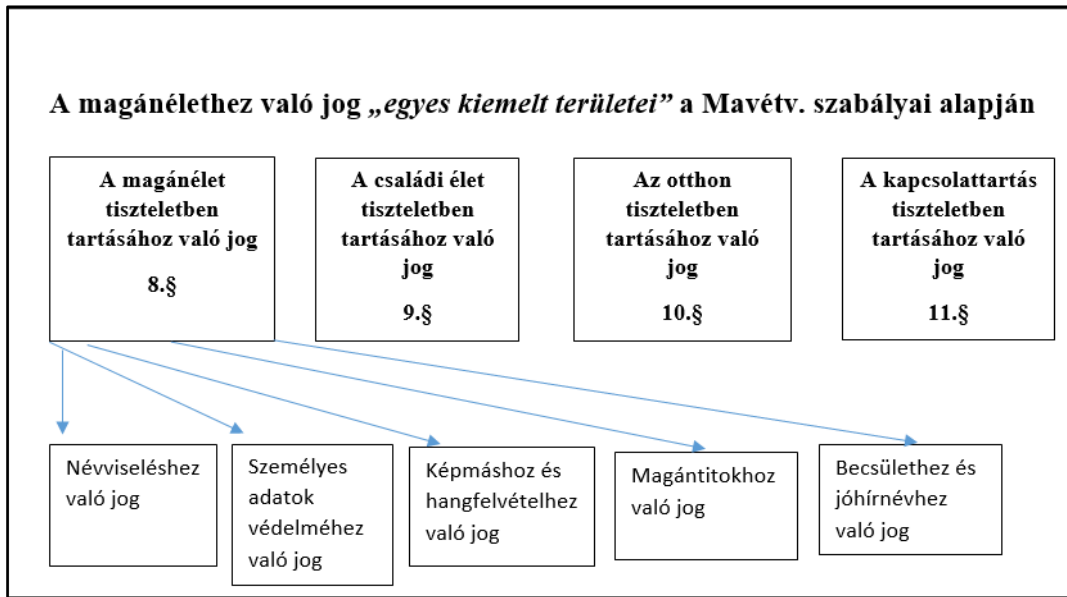 A magánélethez való jog „egyes kiemelt területei” a Mavétv. szabályai alapján
A magánélet
tiszteletben
tartásához való jog
8.§
A családi élet
tiszteletben
tartásához való
jog
9.§
Az otthon
tiszteletben
tartásához való
jog
10.§
A kapcsolattartás
tiszteletben
tartásához való
jog
11.§
Névviseléshez
való jog
Személyes
adatok
védelméhez
való jog
Képmáshoz és
hangfelvételhez
való jog
Magántitokhoz
való jog
Becsülethez és
jóhírnévhez
való jog